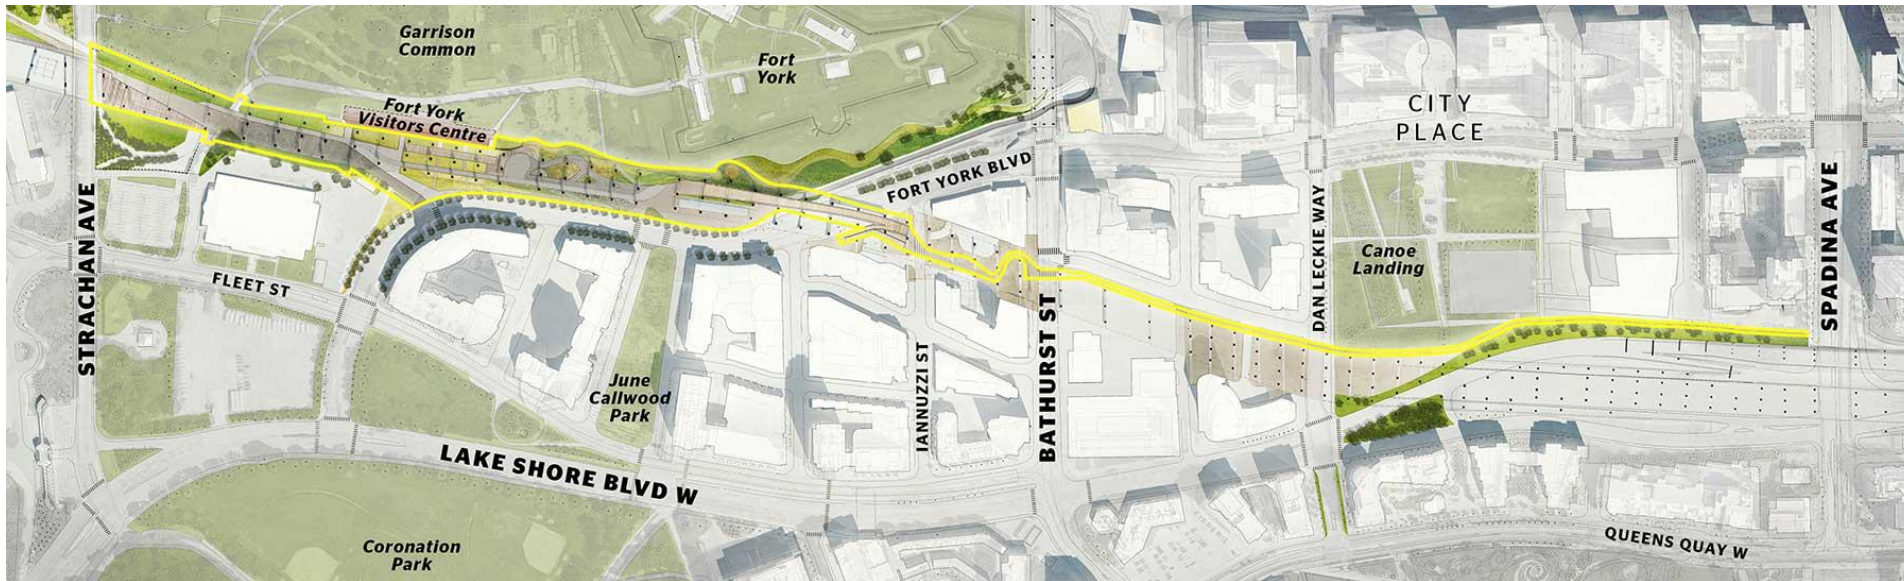 Garrison
Common
Fort
York
Fort York
Visitors Centre
CITY
PLACE
FORT YORK BLVD
STRACHAN AVE
SPADINA AVE
DAN LECKIE WAY
Canoe
Landing
FLEET ST
BATHURST ST
IANNUZZI ST
June
Callwood
Park
LAKE SHORE BLVD W
Coronation
Park
QUEENS QUAY W